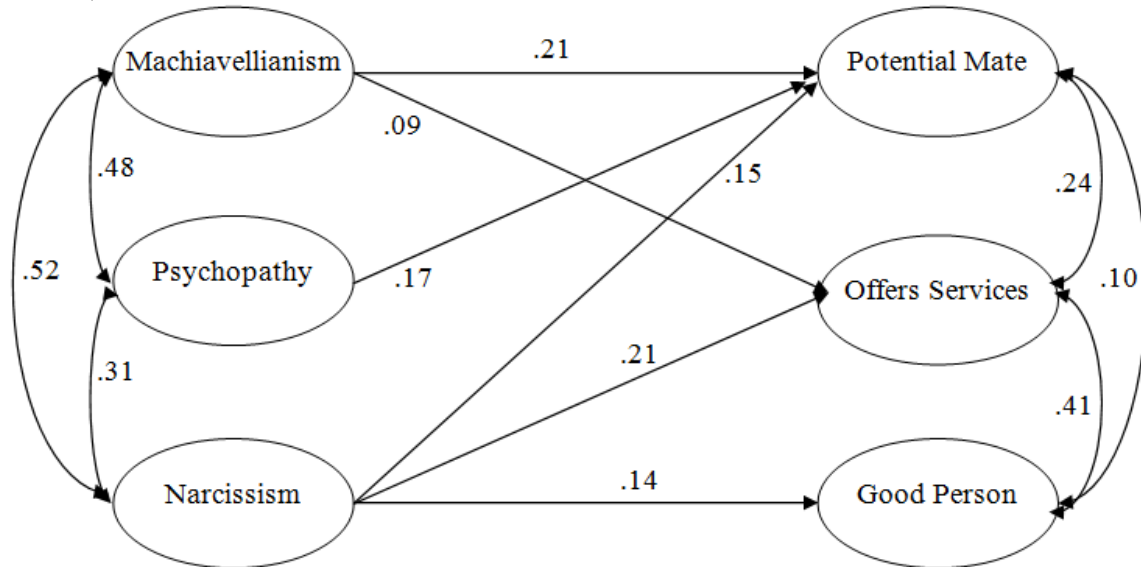 Machiavellianism
.21
Potential Mate
.09
.48
.15
.24
.52
Psychopathy
.17
Offers Services
.10
.31
.21
.41
Narcissism
.14
Good Person